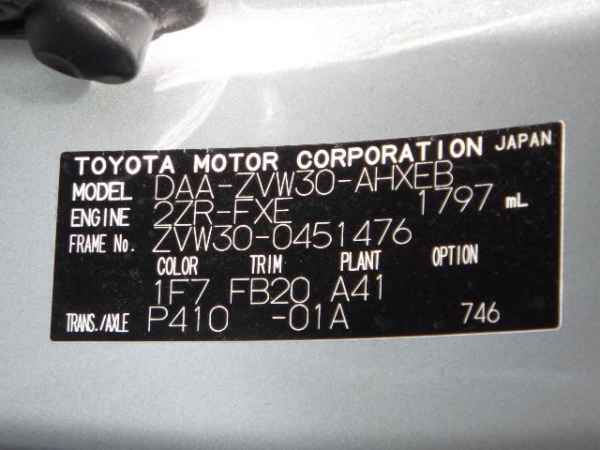 TOYOTA MOTOR CORPORATION JAPAN
MODEL DAA-ZVW30-AHXEB
ENGINE 2ZR-FXE 1797 mL
FRAME No. ZVW30-0451476
COLOR TRIM PLANT OPTION
1F7 FB20 A41
TRANS./AXLE P410 -01A 746